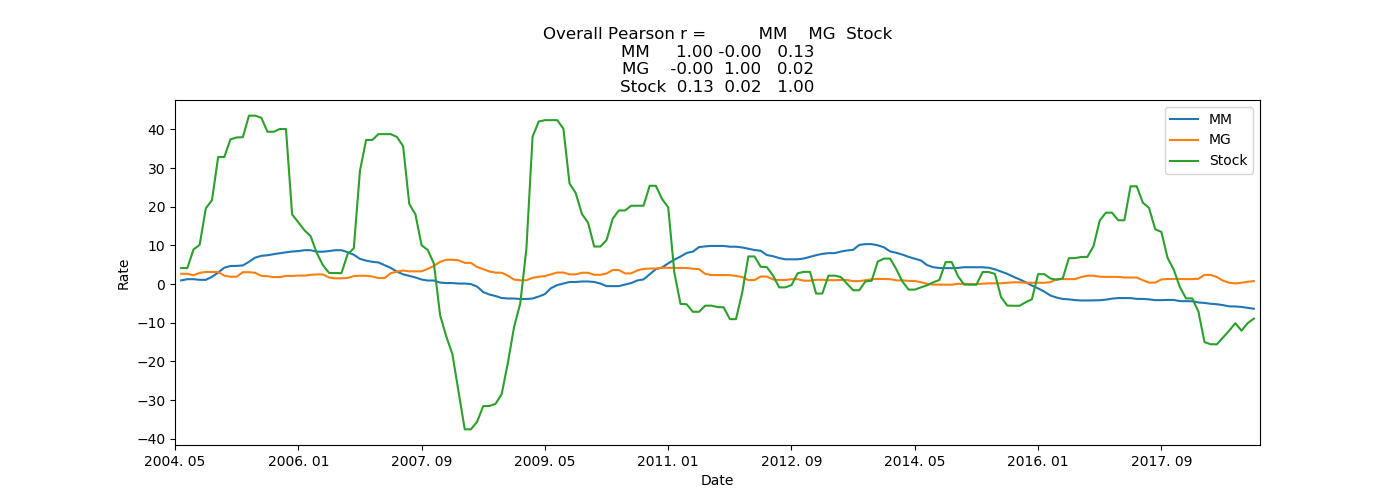 Overall Pearson r =          MM    MG  Stock
MM     1.00 -0.00   0.13
MG    -0.00  1.00   0.02
Stock  0.13  0.02   1.00
MM
MG
Stock
40
30
20
10
0
−10
−20
−30
−40
Rate
2004. 05 2006. 01 2007. 09 2009. 05 2011. 01 2012. 09 2014. 05 2016. 01 2017. 09
Date